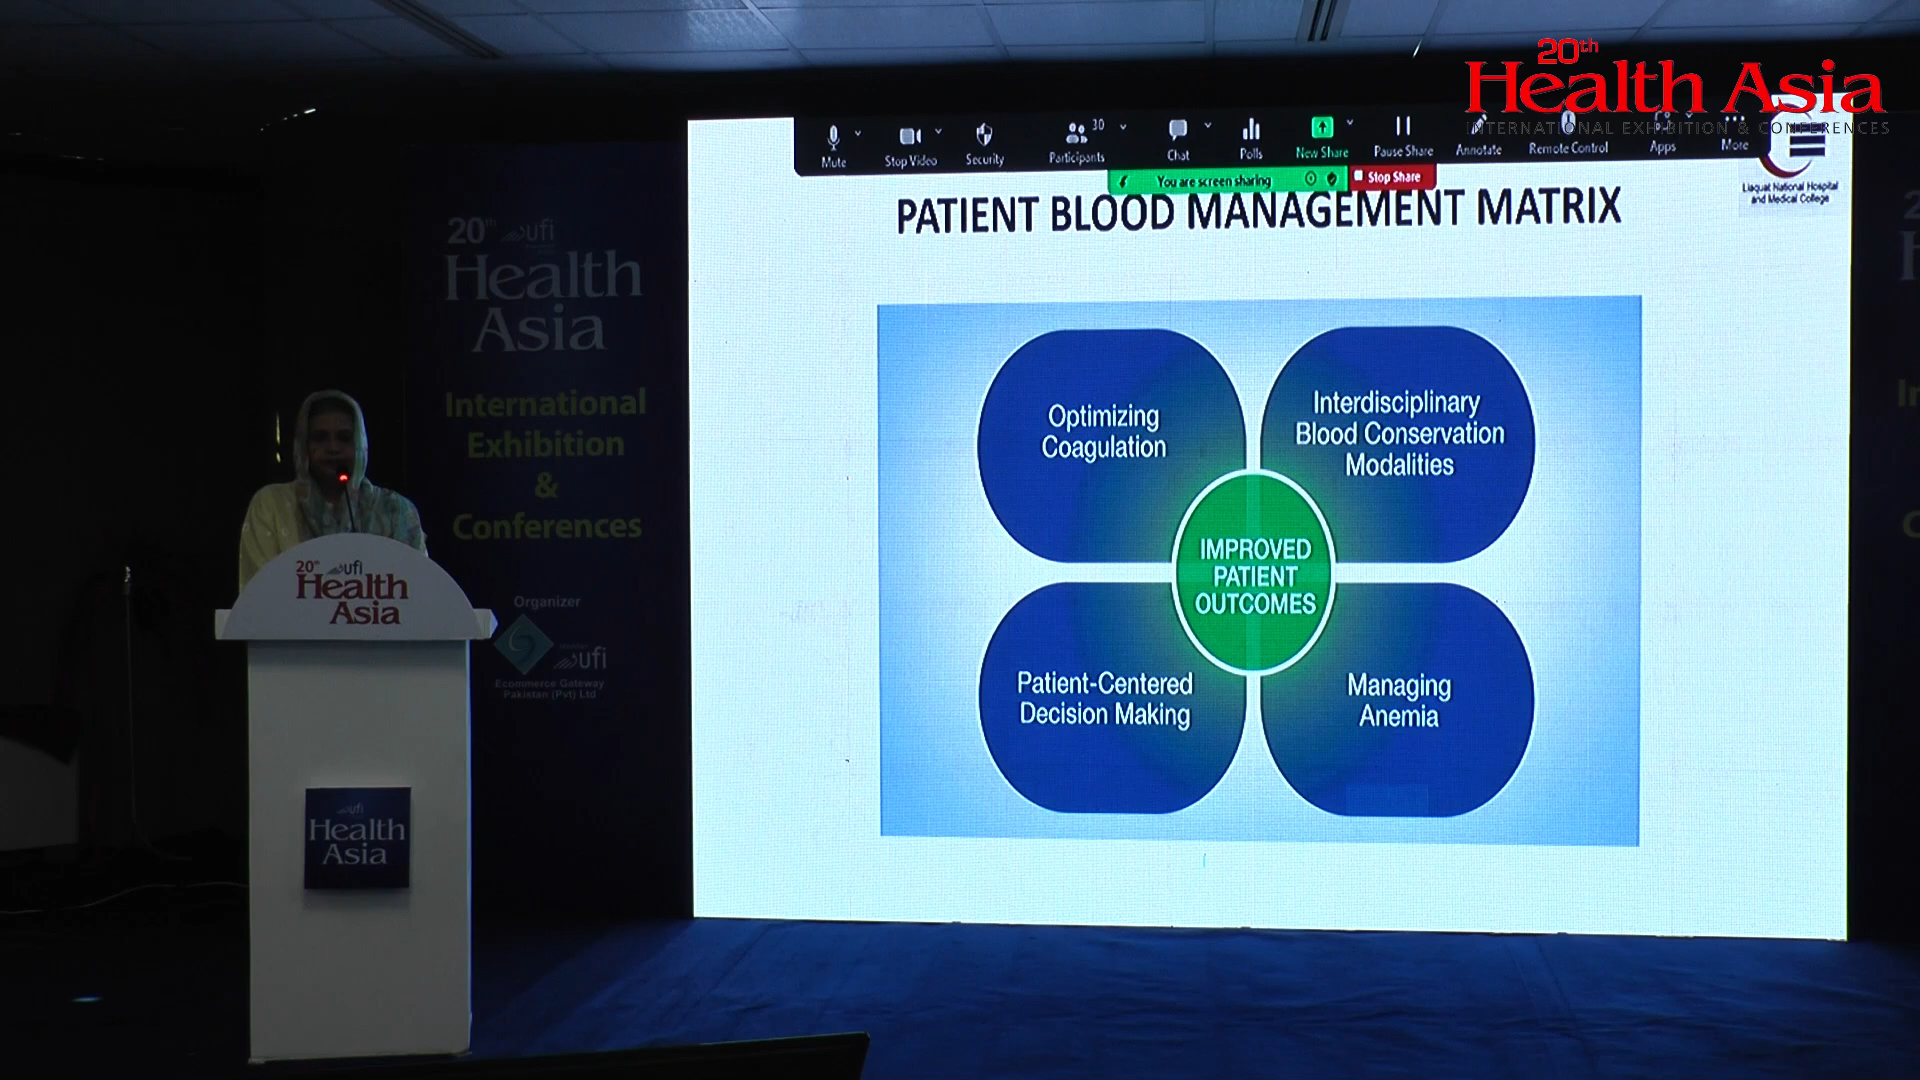 20th
Health Asia
INTERNATIONAL EXHIBITION & CONFERENCES
Mute
Stop Video
Security
30
Participants
Chat
Polls
New Share
Pause Share
Annotate
Remote Control
Apps
More
You are screen sharing
Stop Share
Liaquat National Hospital
and Medical College
PATIENT BLOOD MANAGEMENT MATRIX
Optimizing
Coagulation
Interdisciplinary
Blood Conservation
Modalities
IMPROVED
PATIENT
OUTCOMES
Patient-Centered
Decision Making
Managing
Anemia
20th ufi
Health
Asia
International
Exhibition
&
Conferences
Organizer
ufi
Ecommerce Gateway
Pakistan (Pvt) Ltd
20th ufi
Health
Asia
ufi
Health
Asia